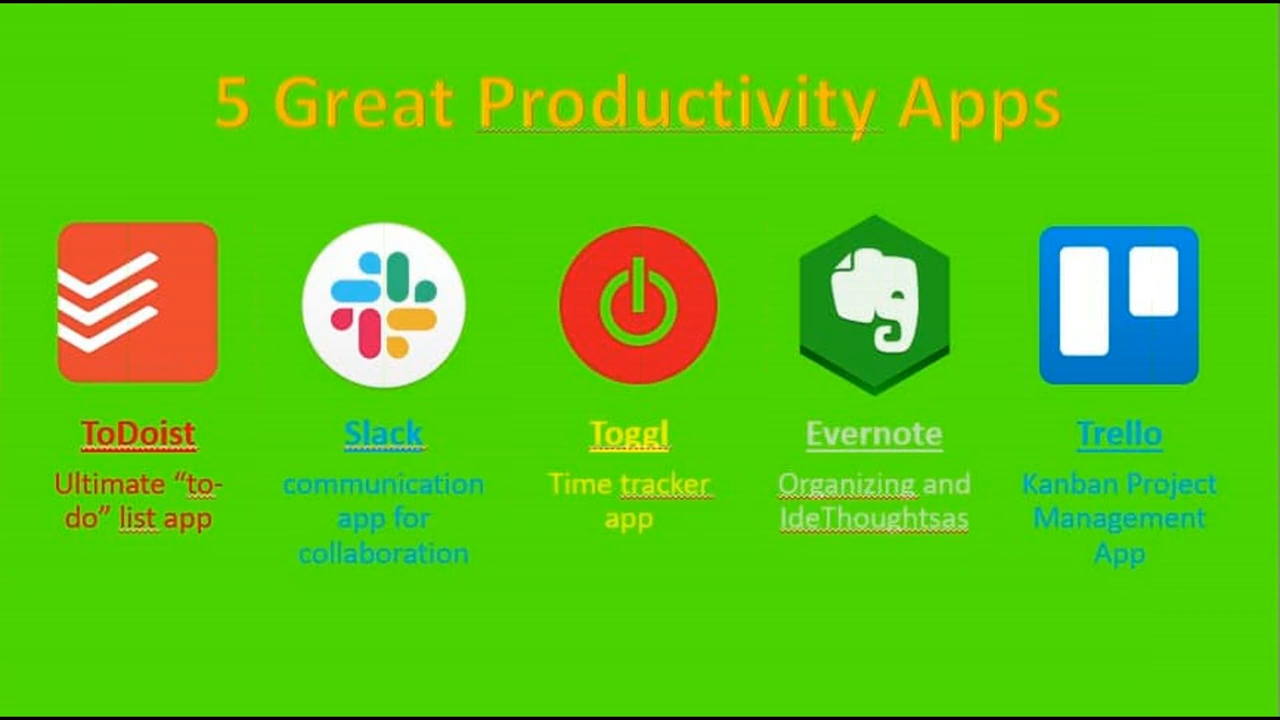 5 Great Productivity Apps
ToDoist
Ultimate “to-
do” list app
Slack
communication
app for
collaboration
Toggl
Time tracker
app
Evernote
Organizing and
IdeThoughtsas
Trello
Kanban Project
Management
App